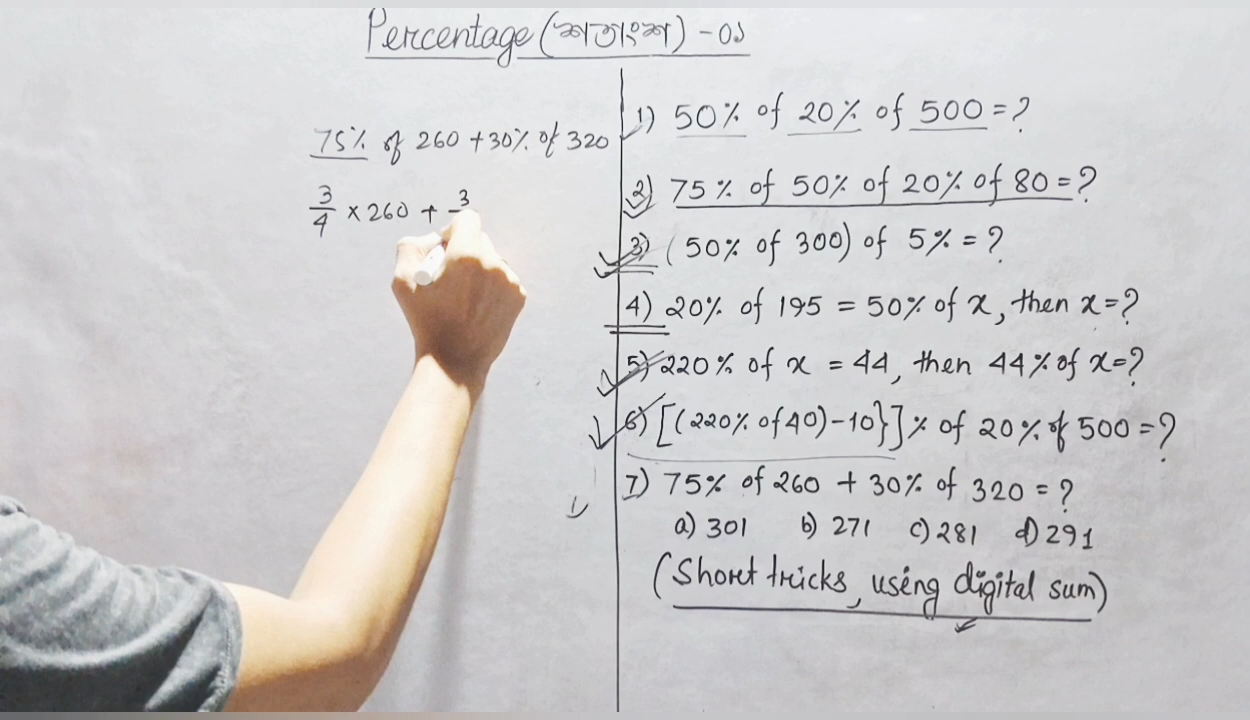 Percentage (শতাংশ) - 01
75% of 260 + 30% of 320
3/4 × 260 + 3
1) 50% of 20% of 500 = ?
2) 75% of 50% of 20% of 80 = ?
3) (50% of 300) of 5% = ?
4) 20% of 195 = 50% of x, then x = ?
5) 220% of x = 44, then 44% of x = ?
6) [(220% of 40) - 10}]% of 20% of 500 = ?
7) 75% of 260 + 30% of 320 = ?
a) 301 b) 271 c) 281 d) 291
(Short tricks, using digital sum)